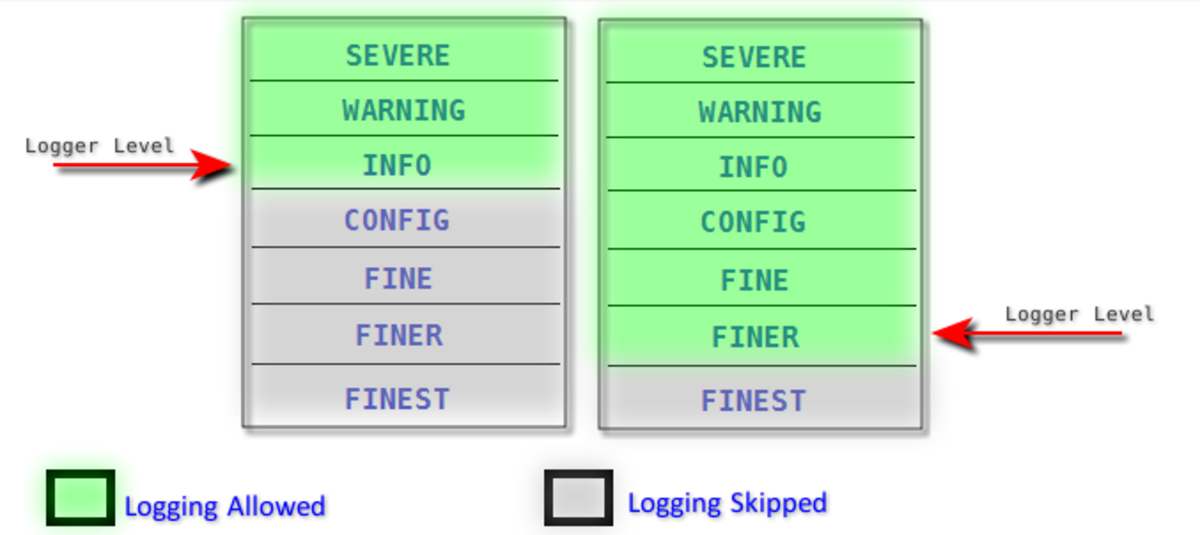 Logger Level
SEVERE
WARNING
INFO
CONFIG
FINE
FINER
FINEST
SEVERE
WARNING
INFO
CONFIG
FINE
FINER
FINEST
Logger Level
Logging Allowed
Logging Skipped